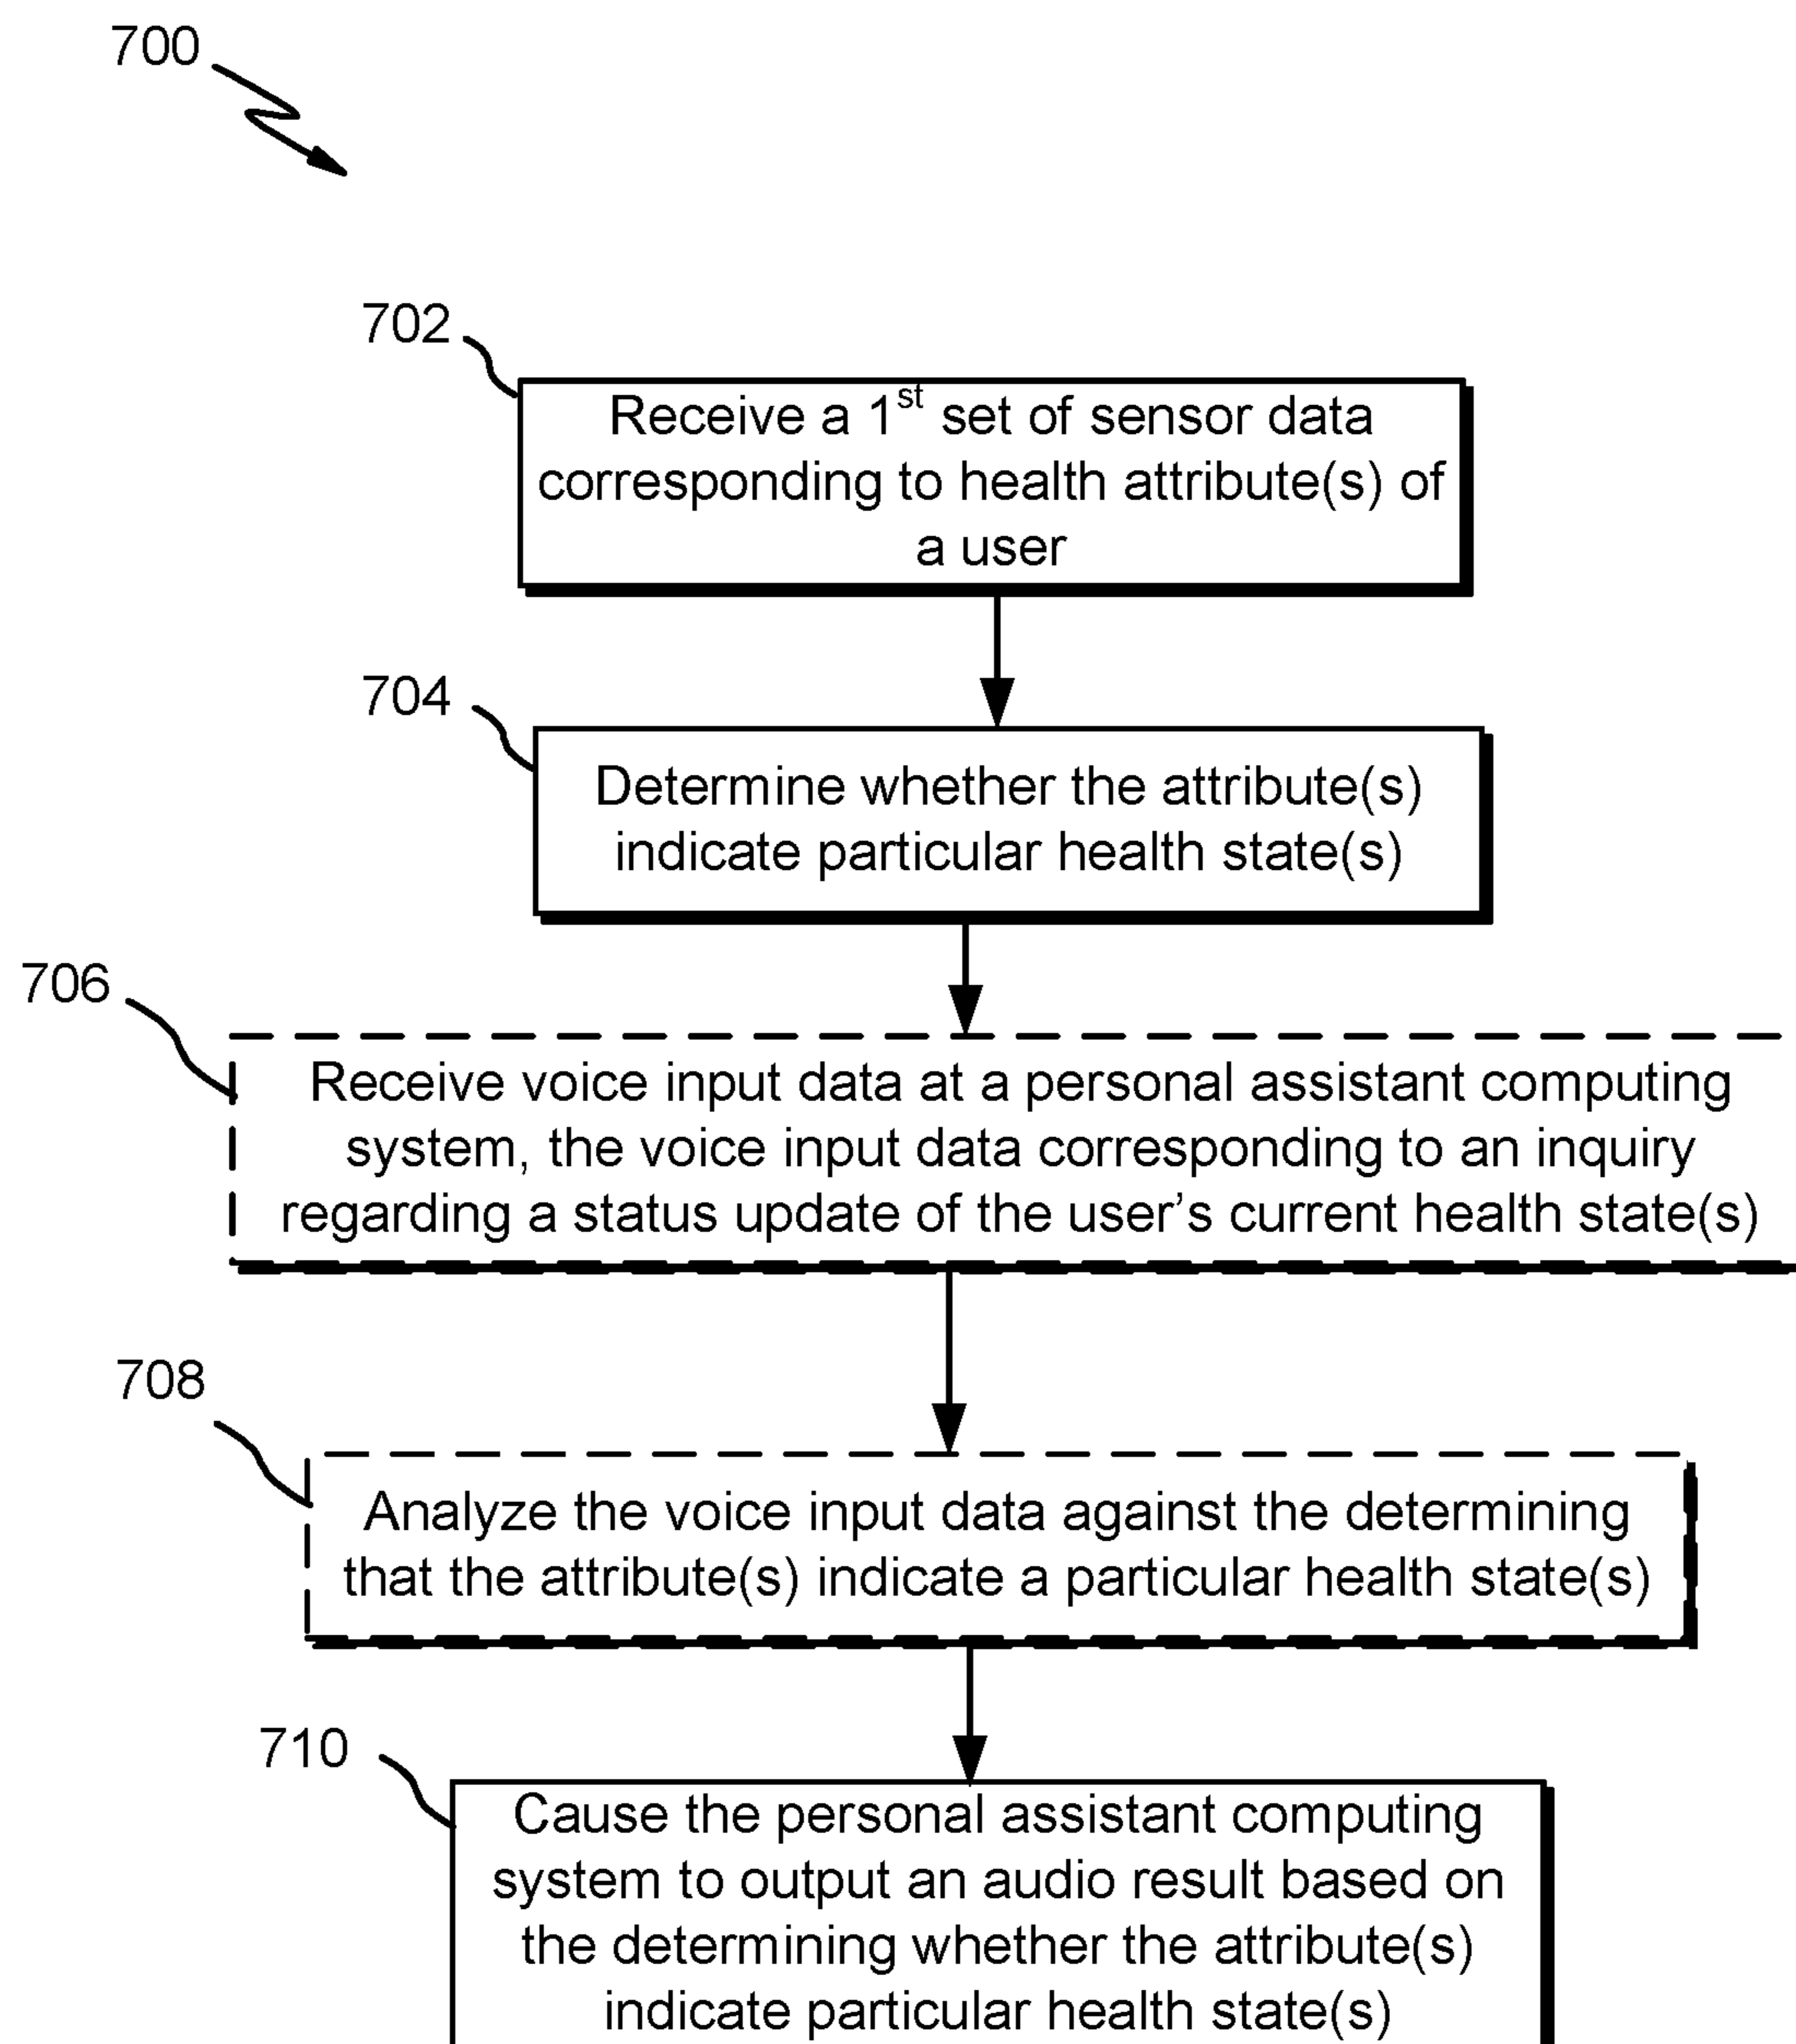 700
702
Receive a 1st set of sensor data
corresponding to health attribute(s) of
a user
704
Determine whether the attribute(s)
indicate particular health state(s)
706
Receive voice input data at a personal assistant computing
system, the voice input data corresponding to an inquiry
regarding a status update of the user’s current health state(s)
708
Analyze the voice input data against the determining
that the attribute(s) indicate a particular health state(s)
710
Cause the personal assistant computing
system to output an audio result based on
the determining whether the attribute(s)
indicate particular health state(s)